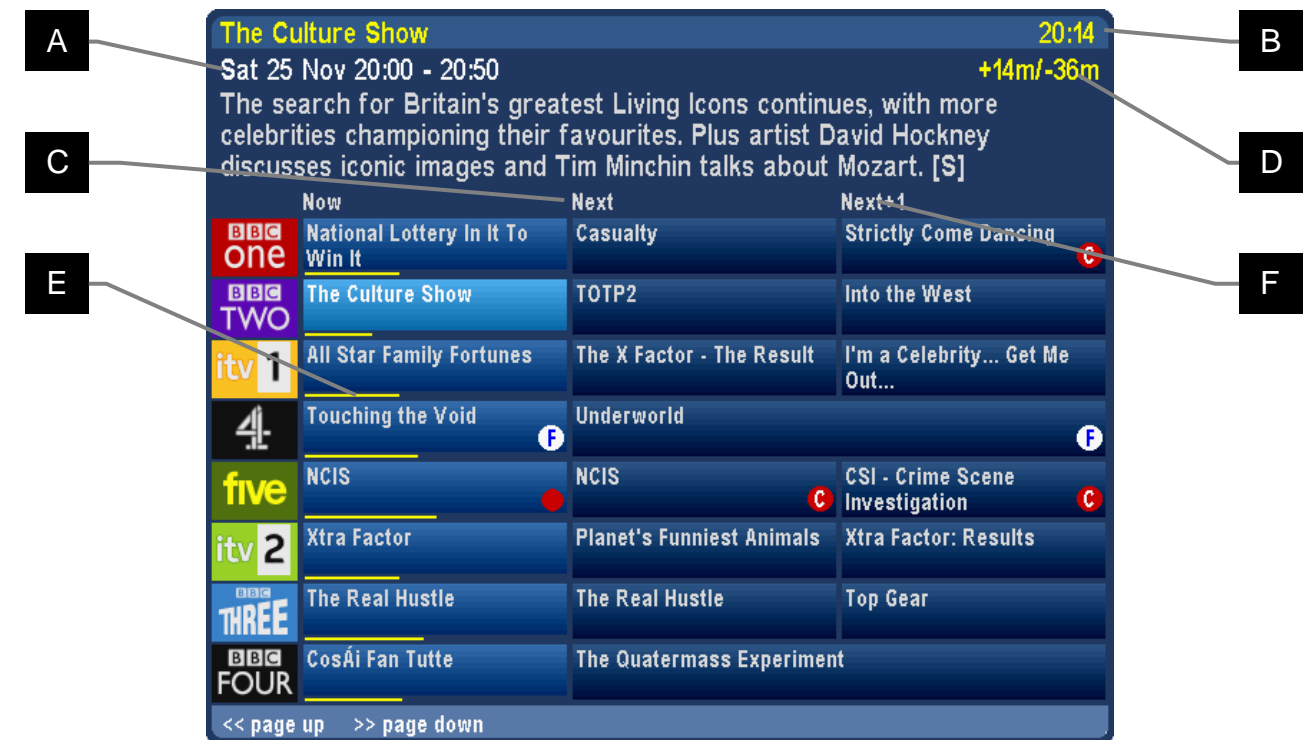 A
B
C
D
E
F
The Culture Show 20:14
Sat 25 Nov 20:00 - 20:50 +14m/-36m
The search for Britain's greatest Living Icons continues, with more
celebrities championing their favourites. Plus artist David Hockney
discusses iconic images and Tim Minchin talks about Mozart. [S]
Now Next Next+1
BBC
one
National Lottery In It To
Win It
Casualty
Strictly Come Dancing
C
BBC
TWO
The Culture Show
TOTP2
Into the West
itv 1
All Star Family Fortunes
The X Factor - The Result
I'm a Celebrity... Get Me
Out...
4
Touching the Void
F
Underworld
F
five
NCIS
NCIS
C
CSI - Crime Scene
Investigation
C
itv 2
Xtra Factor
Planet's Funniest Animals
Xtra Factor: Results
BBC
THREE
The Real Hustle
The Real Hustle
Top Gear
BBC
FOUR
CosÁi Fan Tutte
The Quatermass Experiment
<< page up >> page down